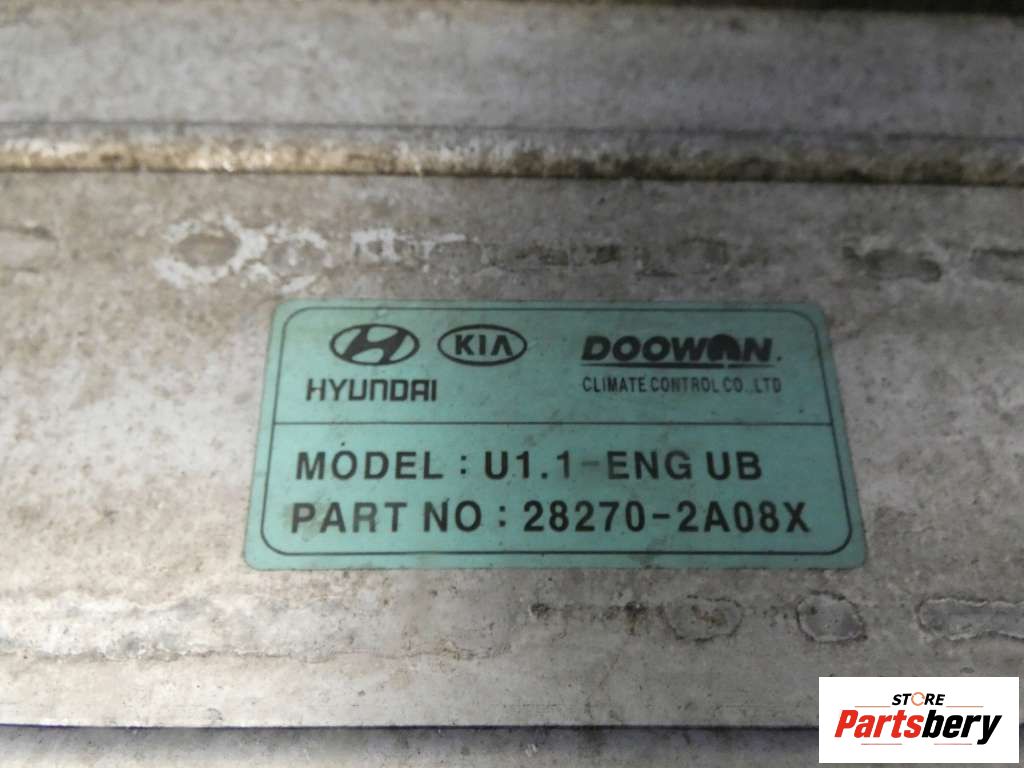 KIA
DOOWON.
HYUNDAI
CLIMATE CONTROL CO.,LTD
MODEL : U1.1-ENG UB
PART NO : 28270-2A08X
STORE
Partsbery